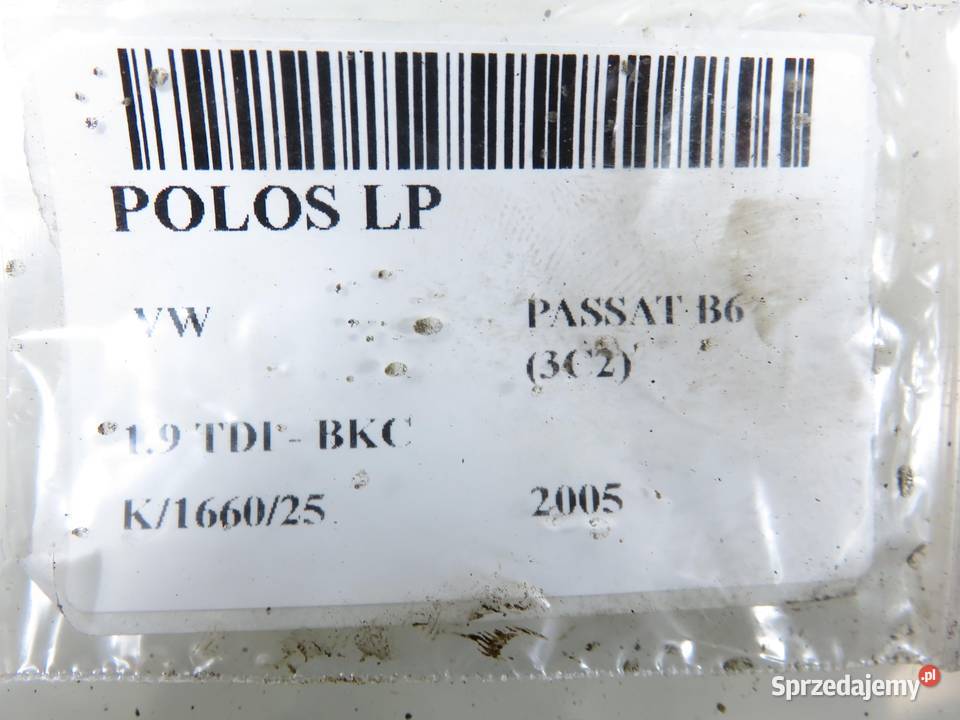 POLOS LP
VW
PASSAT B6
(3C2)
1.9 TDI - BKC
K/1660/25
2005
Sprzedajemy.pl